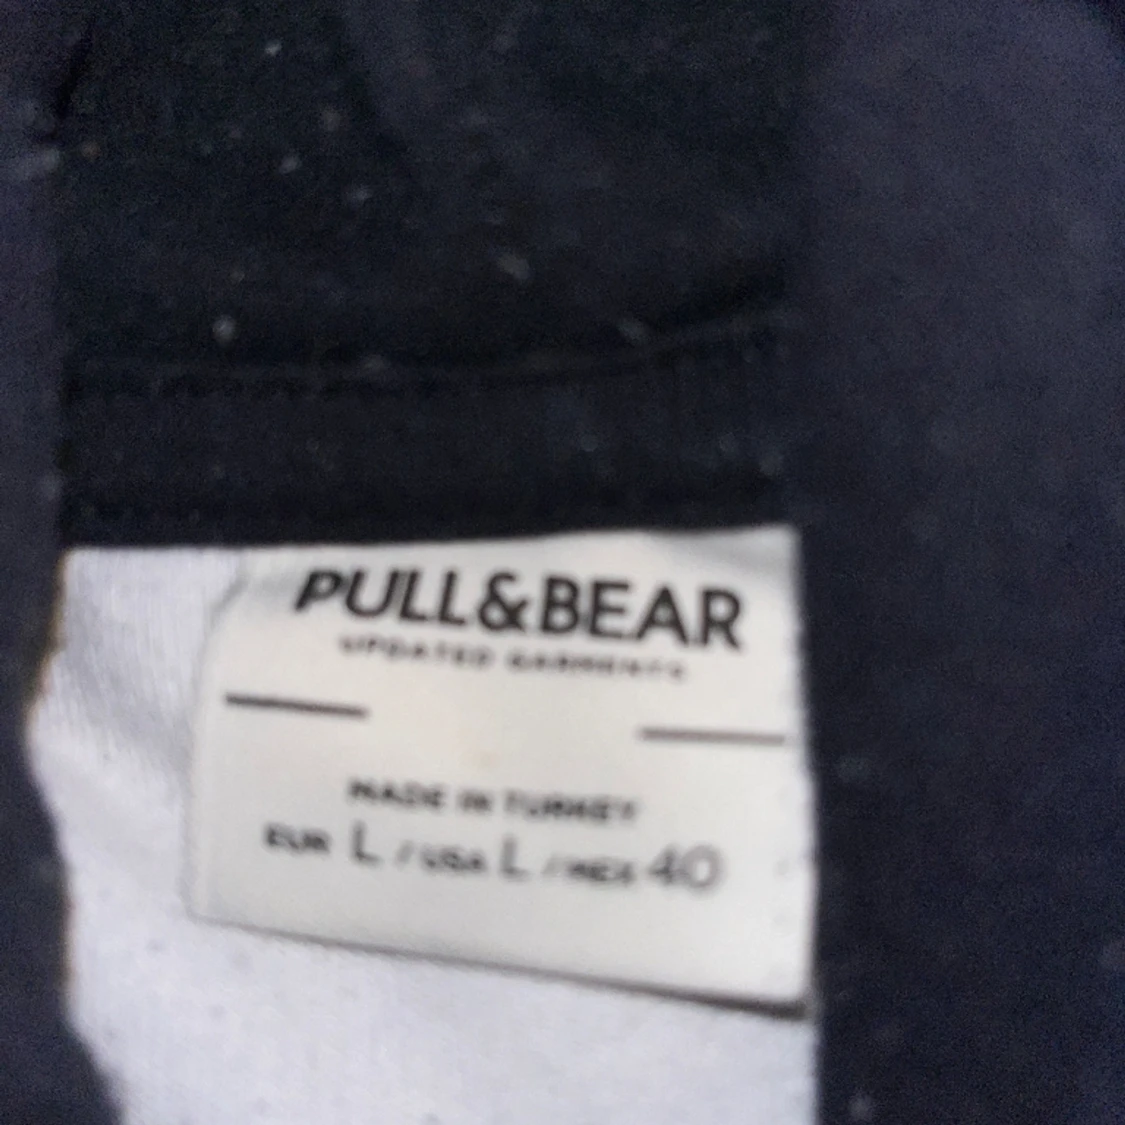 PULL&BEAR
UPDATED GARMENTS
MADE IN TURKEY
EUR L / USA L / MEX 40